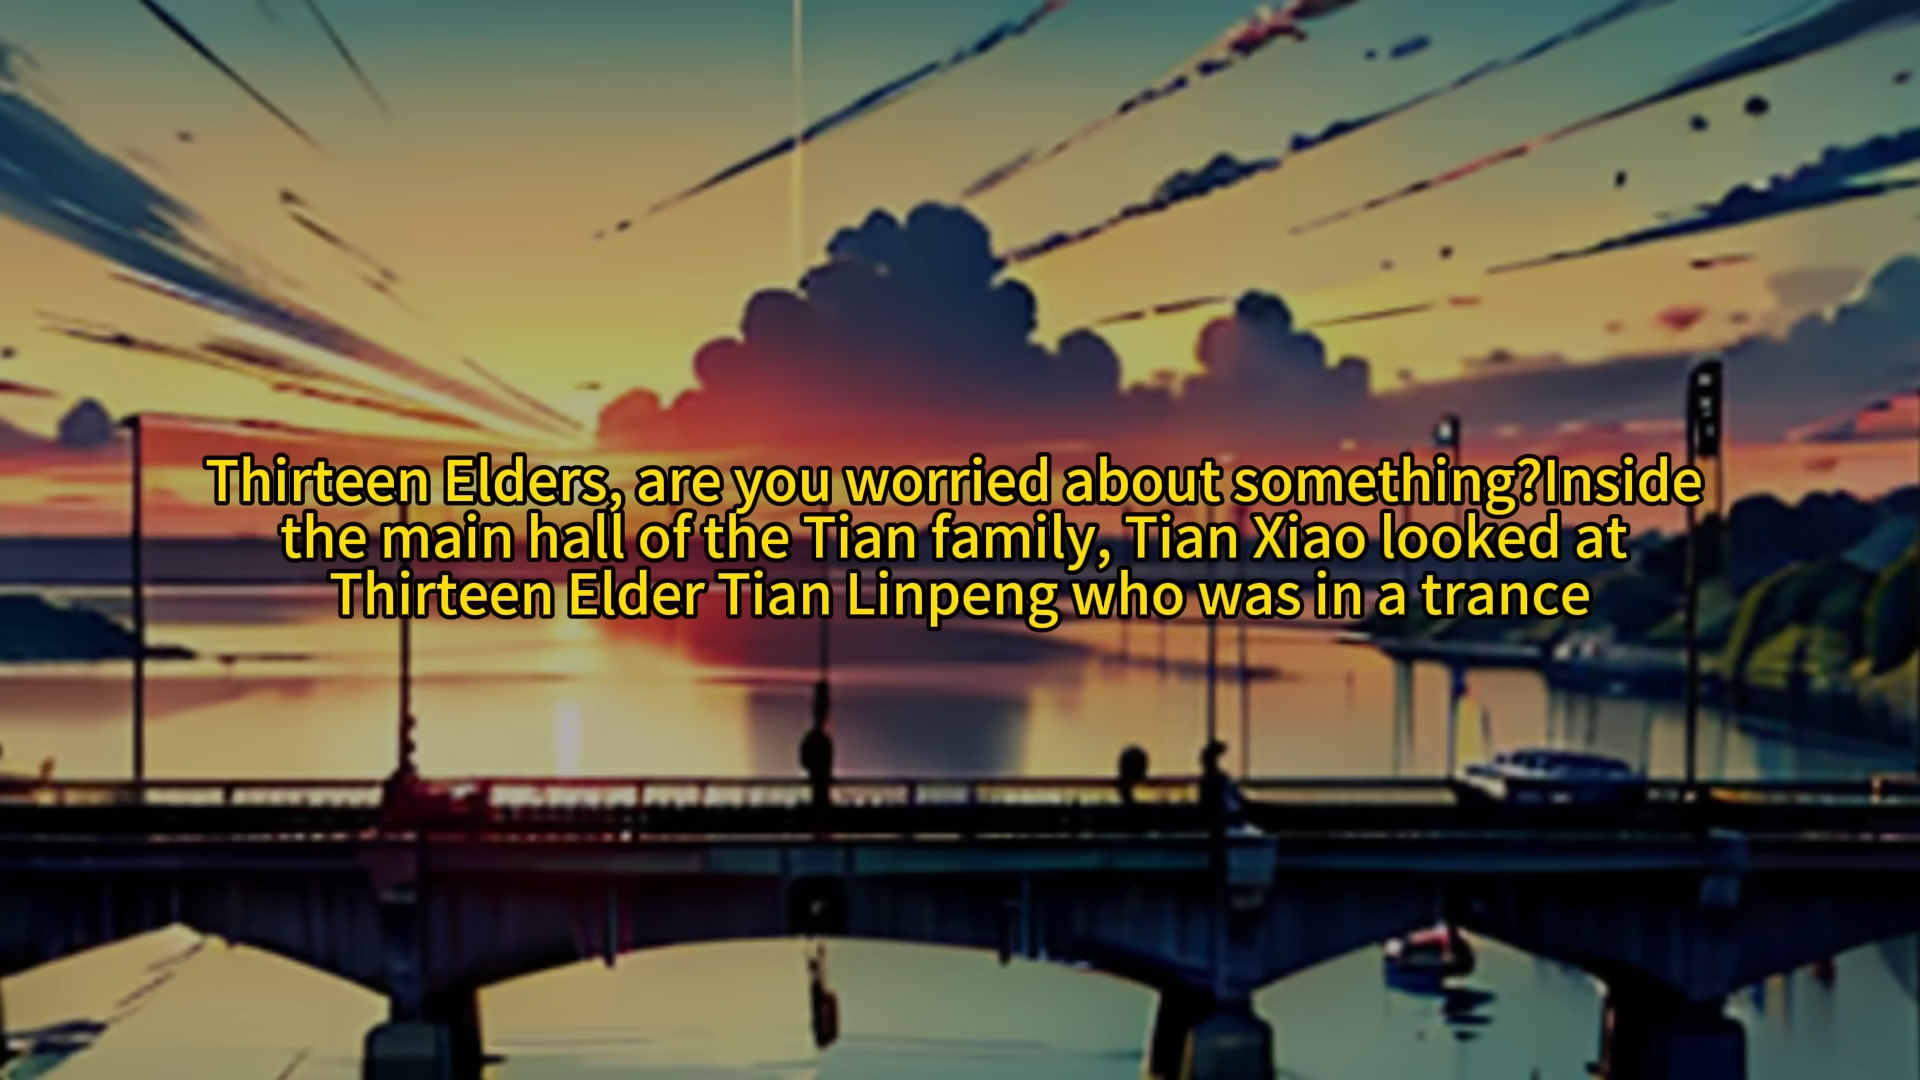 Thirteen Elders, are you worried about something?Inside
the main hall of the Tian family, Tian Xiao looked at
Thirteen Elder Tian Linpeng who was in a trance